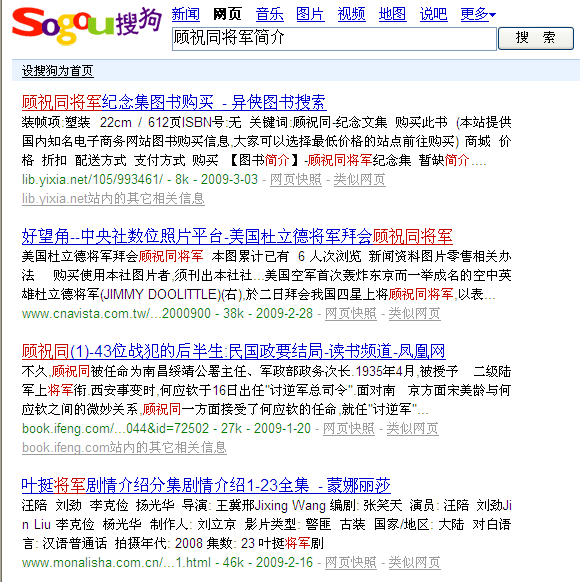 Sogou搜狗 新闻 网页 音乐 图片 视频 地图 说吧 更多
顾祝同将军简介 搜 索
设搜狗为首页
顾祝同将军纪念集图书购买 - 异侠图书搜索
装帧项:塑装 22cm / 612页ISBN号:无 关键词:顾祝同-纪念文集 购买此书 (本站提供
国内知名电子商务网站图书购买信息,大家可以选择最低价格的站点前往购买) 商城 价
格 折扣 配送方式 支付方式 购买 【图书简介】-顾祝同将军纪念集 暂缺简介....
lib.yixia.net/105/993461/ - 8k - 2009-3-03 - 网页快照 - 类似网页
lib.yixia.net站内的其它相关信息
好望角--中央社数位照片平台-美国杜立德将军拜会顾祝同将军
美国杜立德将军拜会顾祝同将军 本图累计已有 6 人次浏览 新闻资料图片零售相关办
法 购买使用本社图片者,须刊出本社社...美国空军首次轰炸东京而一举成名的空中英
雄杜立德将军(JIMMY DOOLITTLE)(右),於二日拜会我国四星上将顾祝同将军,以表...
www.cnavista.com.tw/...2000900 - 38k - 2009-2-28 - 网页快照 - 类似网页
顾祝同(1)-43位战犯的后半生:民国政要结局-读书频道-凤凰网
不久,顾祝同被任命为南昌绥靖公署主任、军政部政务次长.1935年4月,被授予 二级陆
军上将军衔.西安事变时,何应钦于16日出任"讨逆军总司令".面对南 京方面宋美龄与何
应钦之间的微妙关系,顾祝同一方面接受了何应钦的任命,就任"讨逆军"...
book.ifeng.com/...044&id=72502 - 27k - 2009-1-20 - 网页快照 - 类似网页
book.ifeng.com站内的其它相关信息
叶挺将军剧情介绍分集剧情介绍1-23全集 - 蒙娜丽莎
汪陪 刘劲 李克俭 杨光华 导演: 王冀邢Jixing Wang 编剧: 张笑天 演员: 汪陪 刘劲Ji
n Liu 李克俭 杨光华 制作人: 刘立京 影片类型: 警匪 古装 国家/地区: 大陆 对白语
言: 汉语普通话 拍摄年代: 2008 集数: 23 叶挺将军剧
www.monalisha.com.cn/...1.html - 46k - 2009-2-16 - 网页快照 - 类似网页